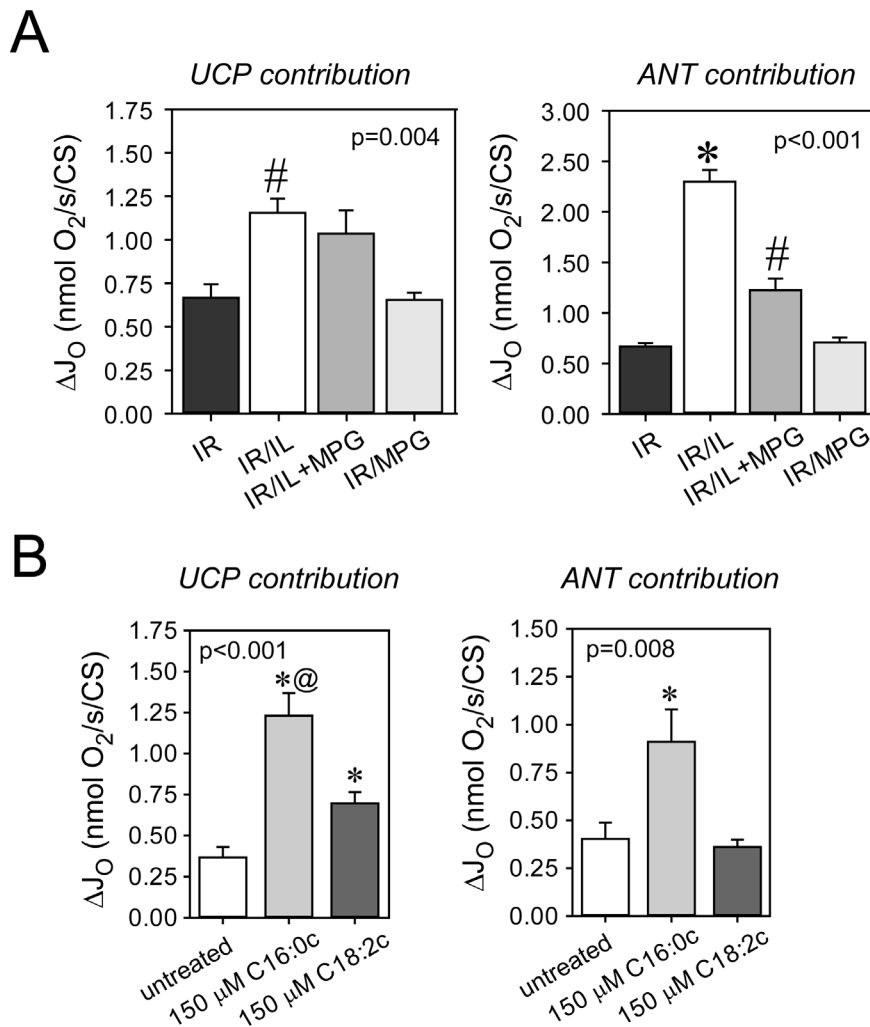 A
UCP contribution
ANT contribution
ΔJO (nmol O2/s/CS)
1.75
1.50
1.25
1.00
0.75
0.50
0.25
0.00
p=0.004
#
IR
IR/IL
IR/IL+MPG
IR/MPG
ΔJO (nmol O2/s/CS)
3.00
2.50
2.00
1.50
1.00
0.50
0.00
p<0.001
*
#
IR
IR/IL
IR/IL+MPG
IR/MPG
B
UCP contribution
ANT contribution
ΔJO (nmol O2/s/CS)
1.75
1.50
1.25
1.00
0.75
0.50
0.25
0.00
p<0.001
*@
*
untreated
150 μM C16:0c
150 μM C18:2c
ΔJO (nmol O2/s/CS)
1.50
1.25
1.00
0.75
0.50
0.25
0.00
p=0.008
*
untreated
150 μM C16:0c
150 μM C18:2c